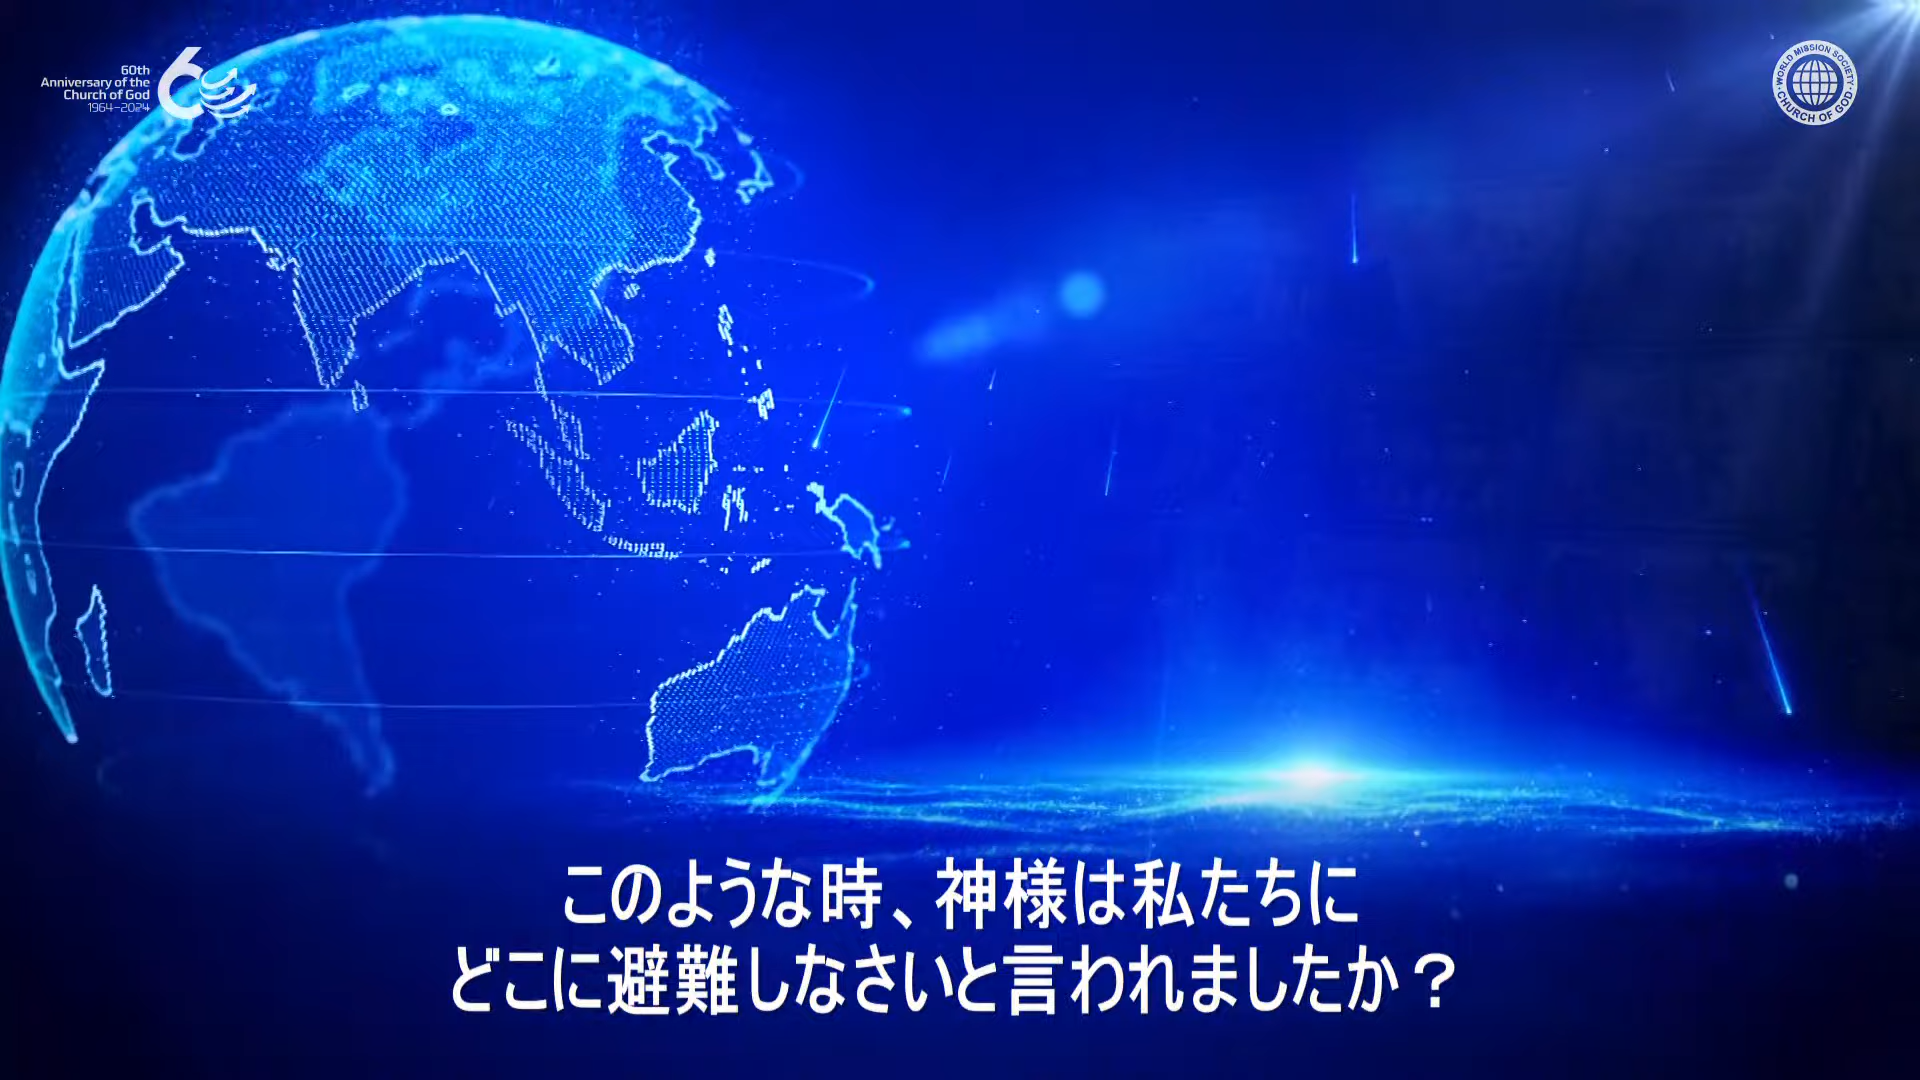 60th
Anniversary of the
Church of God
1964-2024
60
WORLD MISSION SOCIETY
CHURCH OF GOD
このような時、神様は私たちに
どこに避難しなさいと言われましたか？